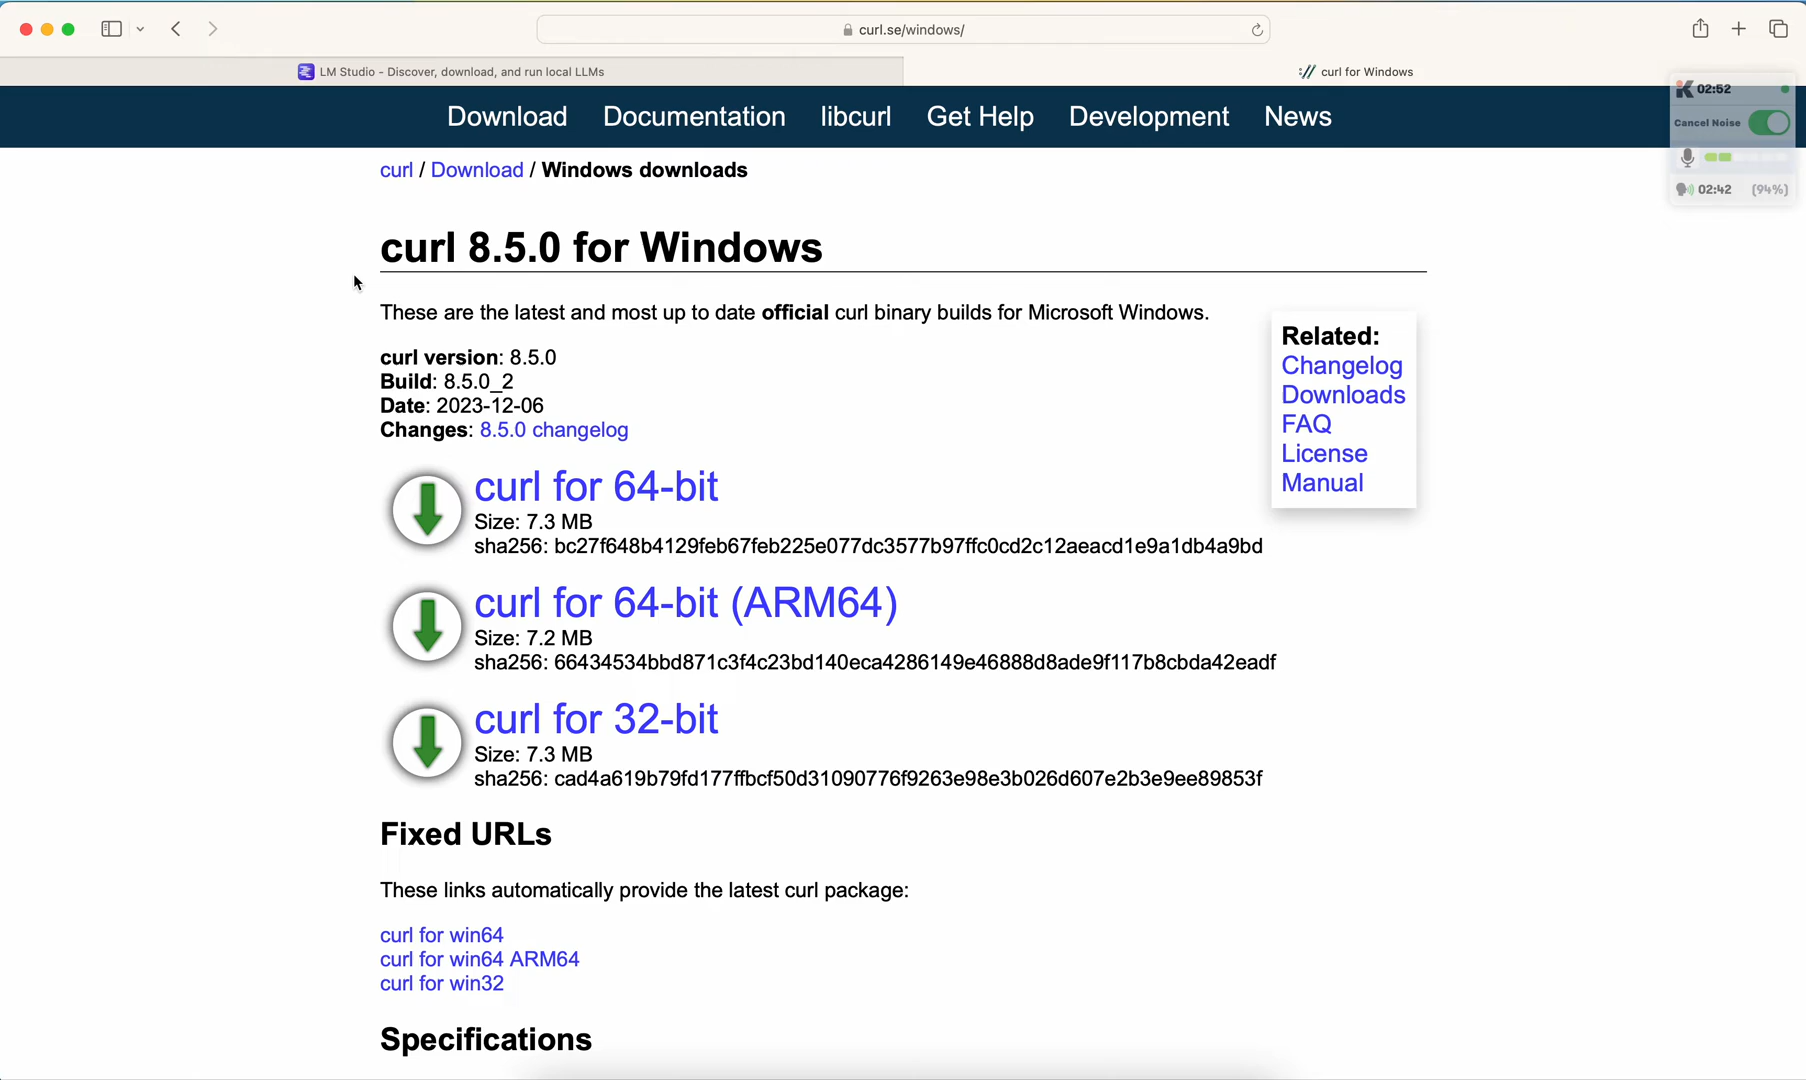 curl.se/windows/
LM Studio - Discover, download, and run local LLMs
curl for Windows
02:52
Cancel Noise
02:42 (94%)
Download Documentation libcurl Get Help Development News
curl / Download / Windows downloads
curl 8.5.0 for Windows
These are the latest and most up to date official curl binary builds for Microsoft Windows.
curl version: 8.5.0
Build: 8.5.0_2
Date: 2023-12-06
Changes: 8.5.0 changelog
Related:
Changelog
Downloads
FAQ
License
Manual
curl for 64-bit
Size: 7.3 MB
sha256: bc27f648b4129feb67feb225e077dc3577b97ffc0cd2c12aeacd1e9a1db4a9bd
curl for 64-bit (ARM64)
Size: 7.2 MB
sha256: 66434534bbd871c3f4c23bd140eca4286149e46888d8ade9f117b8cbda42eadf
curl for 32-bit
Size: 7.3 MB
sha256: cad4a619b79fd177ffbcf50d31090776f9263e98e3b026d607e2b3e9ee89853f
Fixed URLs
These links automatically provide the latest curl package:
curl for win64
curl for win64 ARM64
curl for win32
Specifications